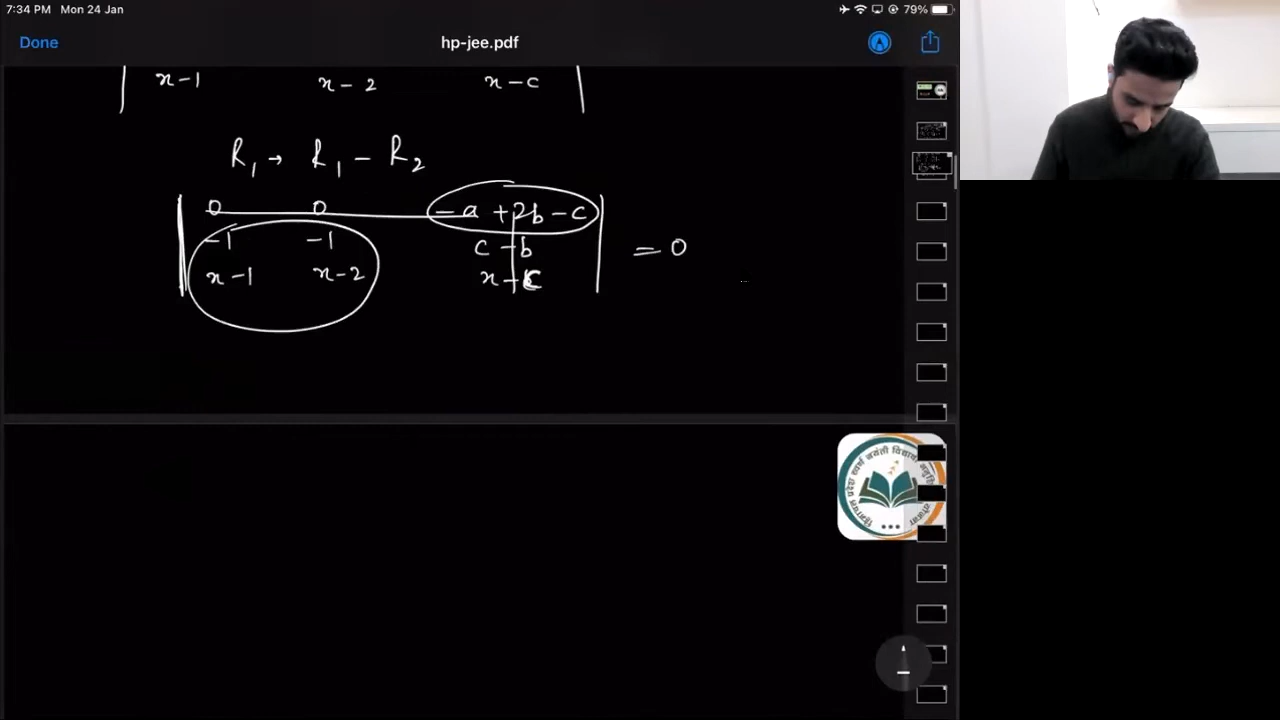 7:34 PM Mon 24 Jan 79%
Done hp-jee.pdf
x-1 x-2 x-c
R₁ → R₁ - R₂
0 0 -a +2b-c
-1 -1 c-b = 0
x-1 x-2 x-c